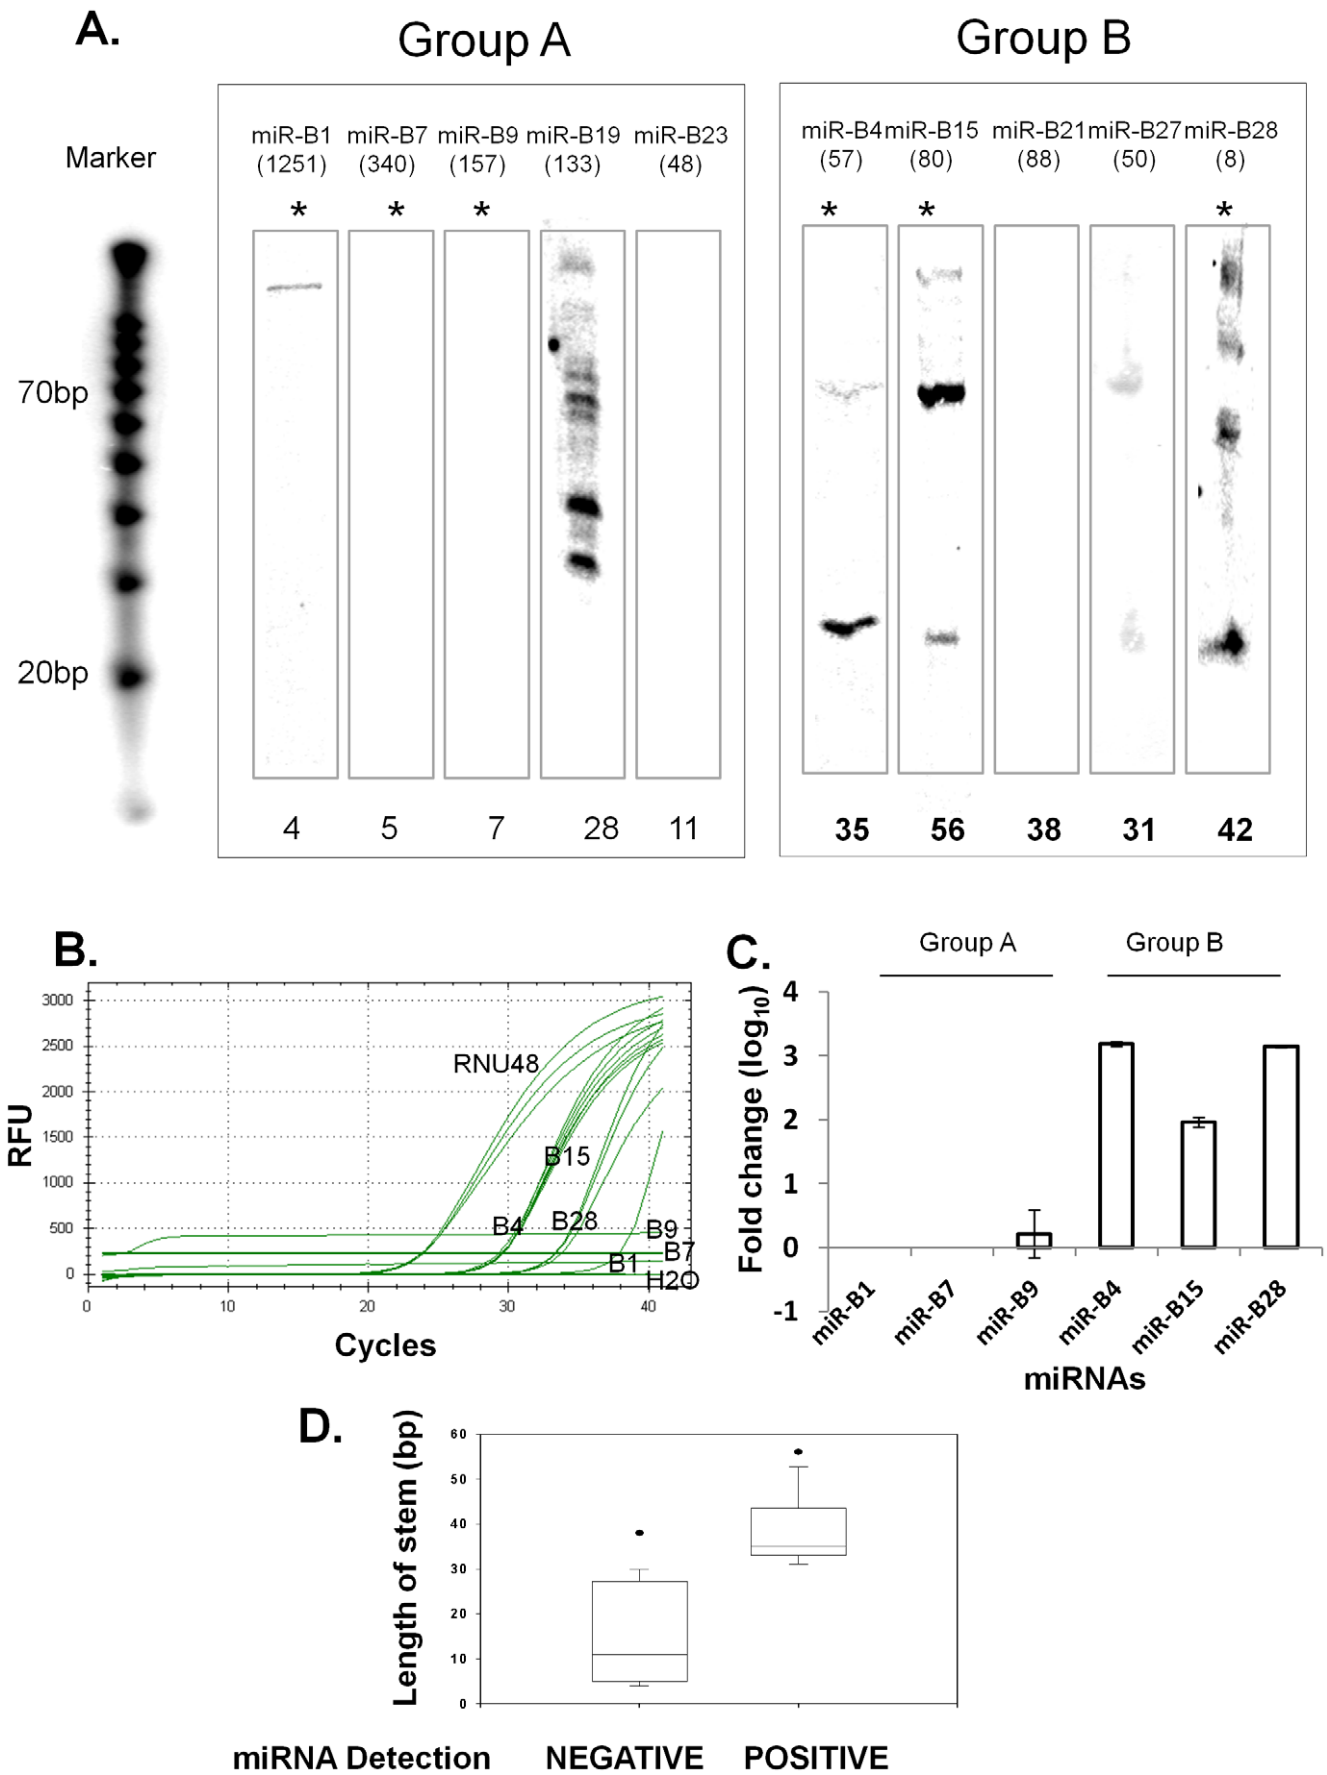 A.
Group A
Group B
Marker
miR-B1 miR-B7 miR-B9 miR-B19 miR-B23
(1251) (340) (157) (133) (48)
* * *
miR-B4 miR-B15 miR-B21 miR-B27 miR-B28
(57) (80) (88) (50) (8)
* * *
70bp
20bp
4 5 7 28 11
35 56 38 31 42
B.
RFU
3000
2500
2000
1500
1000
500
0
RNU48
B15
B4
B28
B9
B7
B1
H2O
0 10 20 30 40
Cycles
C.
Group A
Group B
Fold change (log10)
4
3
2
1
0
-1
miR-B1
miR-B7
miR-B9
miR-B4
miR-B15
miR-B28
miRNAs
D.
Length of stem (bp)
60
50
40
30
20
10
0
miRNA Detection NEGATIVE POSITIVE